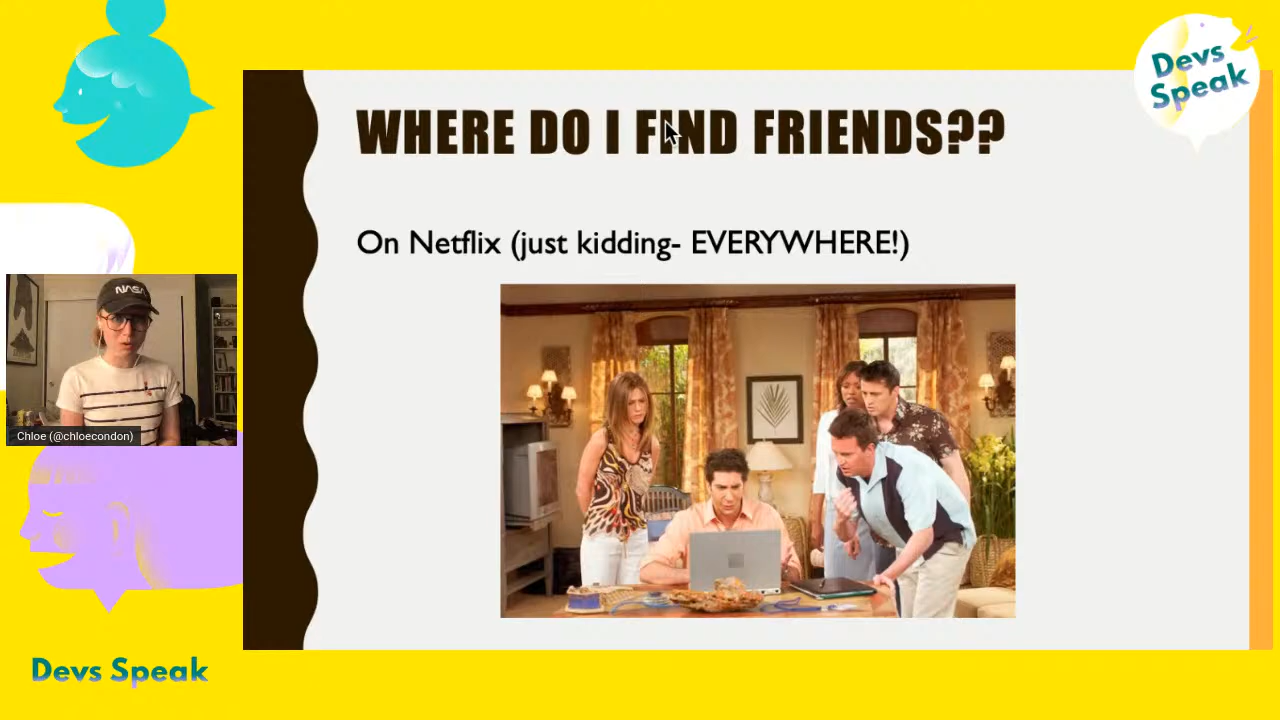 Devs
Speak
WHERE DO I FIND FRIENDS??
On Netflix (just kidding- EVERYWHERE!)
NASA
Chloe (@chloecondon)
Devs Speak